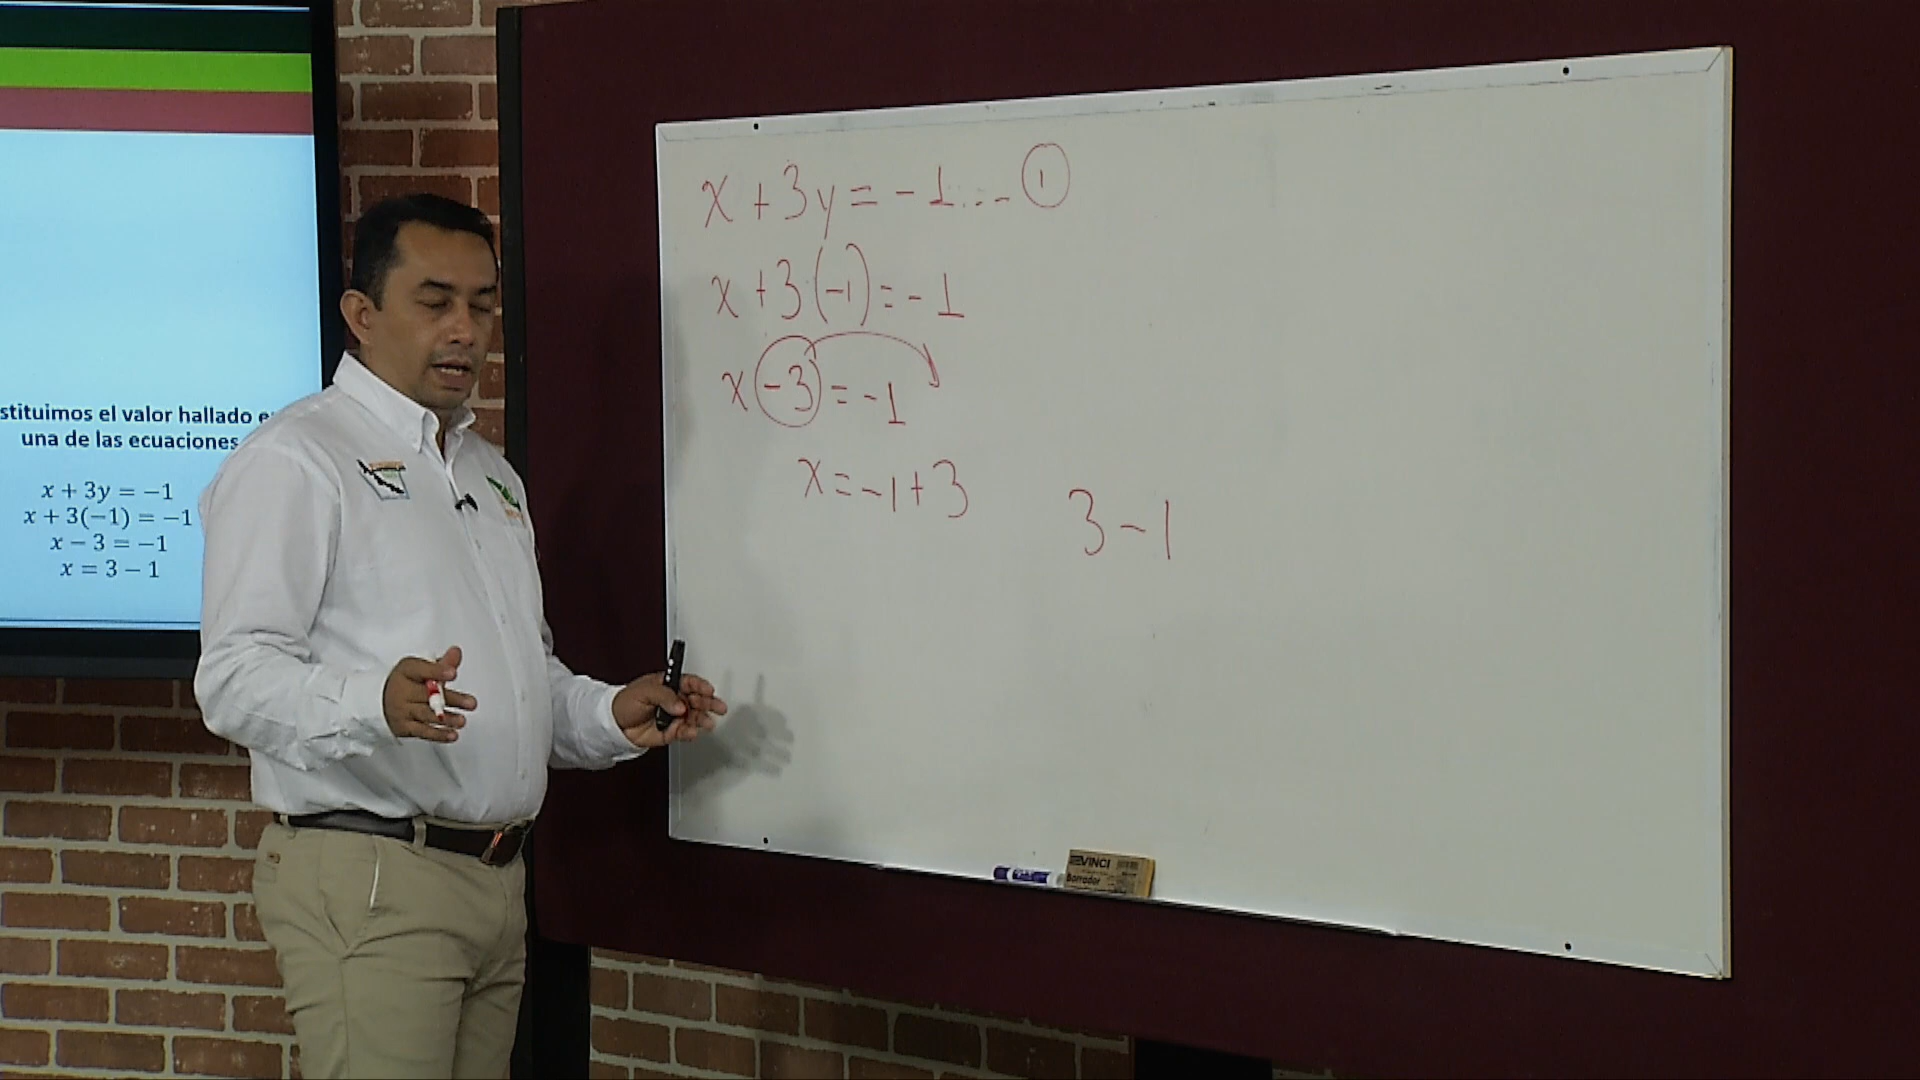 stituimos el valor hallado e
una de las ecuaciones
x + 3y = −1
x + 3(−1) = −1
x − 3 = −1
x = 3 − 1
x + 3y = -1 ... 1
x + 3(-1) = -1
x - 3 = -1
x = -1 + 3
3 - 1
VINCI
Borrador